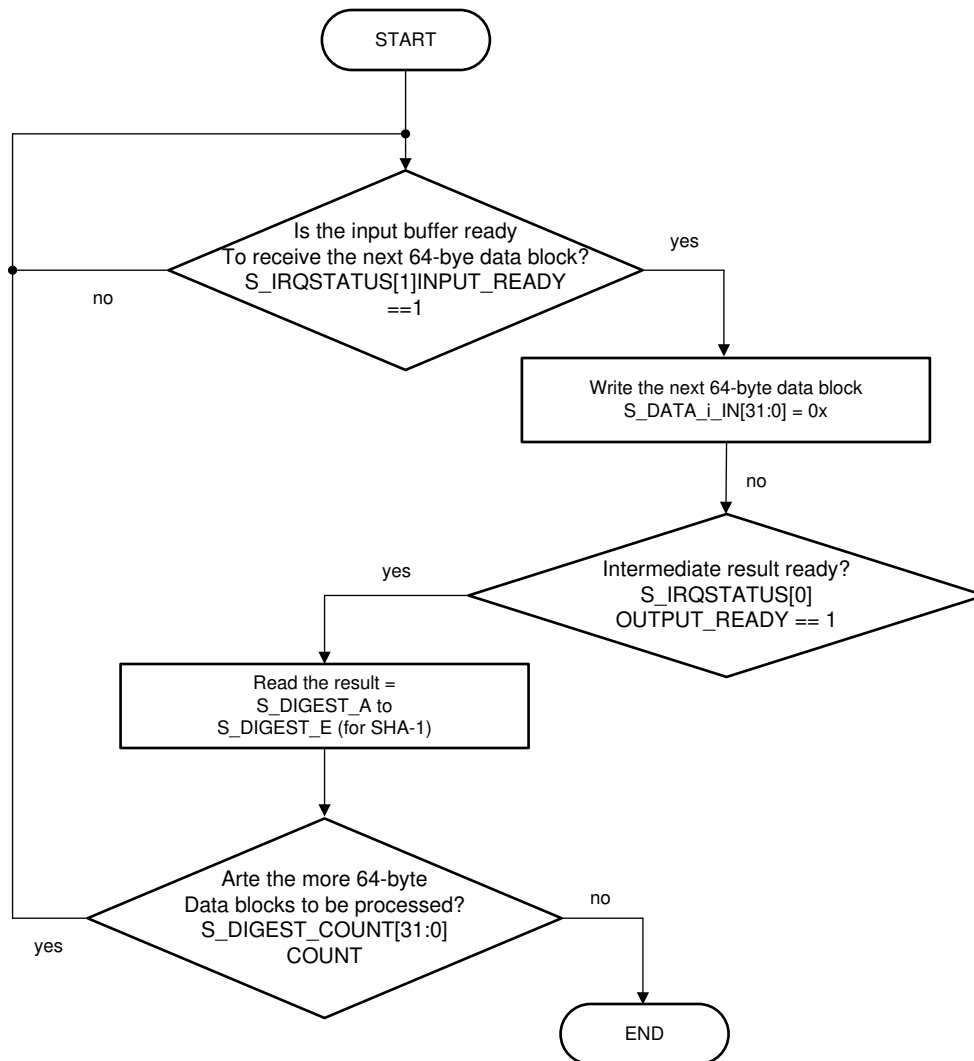 START
Is the input buffer ready
To receive the next 64-bye data block?
S_IRQSTATUS[1]INPUT_READY
==1
yes
no
Write the next 64-byte data block
S_DATA_i_IN[31:0] = 0x
no
Intermediate result ready?
S_IRQSTATUS[0]
OUTPUT_READY == 1
yes
Read the result =
S_DIGEST_A to
S_DIGEST_E (for SHA-1)
Arte the more 64-byte
Data blocks to be processed?
S_DIGEST_COUNT[31:0]
COUNT
no
yes
END